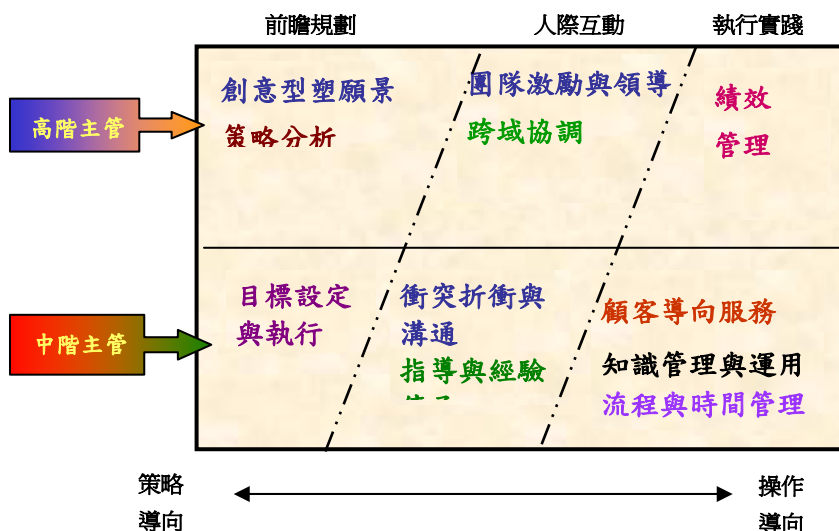 前瞻規劃
人際互動
執行實踐
高階主管
創意型塑願景
策略分析
團隊激勵與領導
跨域協調
績效
管理
中階主管
目標設定
與執行
衝突折衝與
溝通
指導與經驗
顧客導向服務
知識管理與運用
流程與時間管理
策略
導向
操作
導向